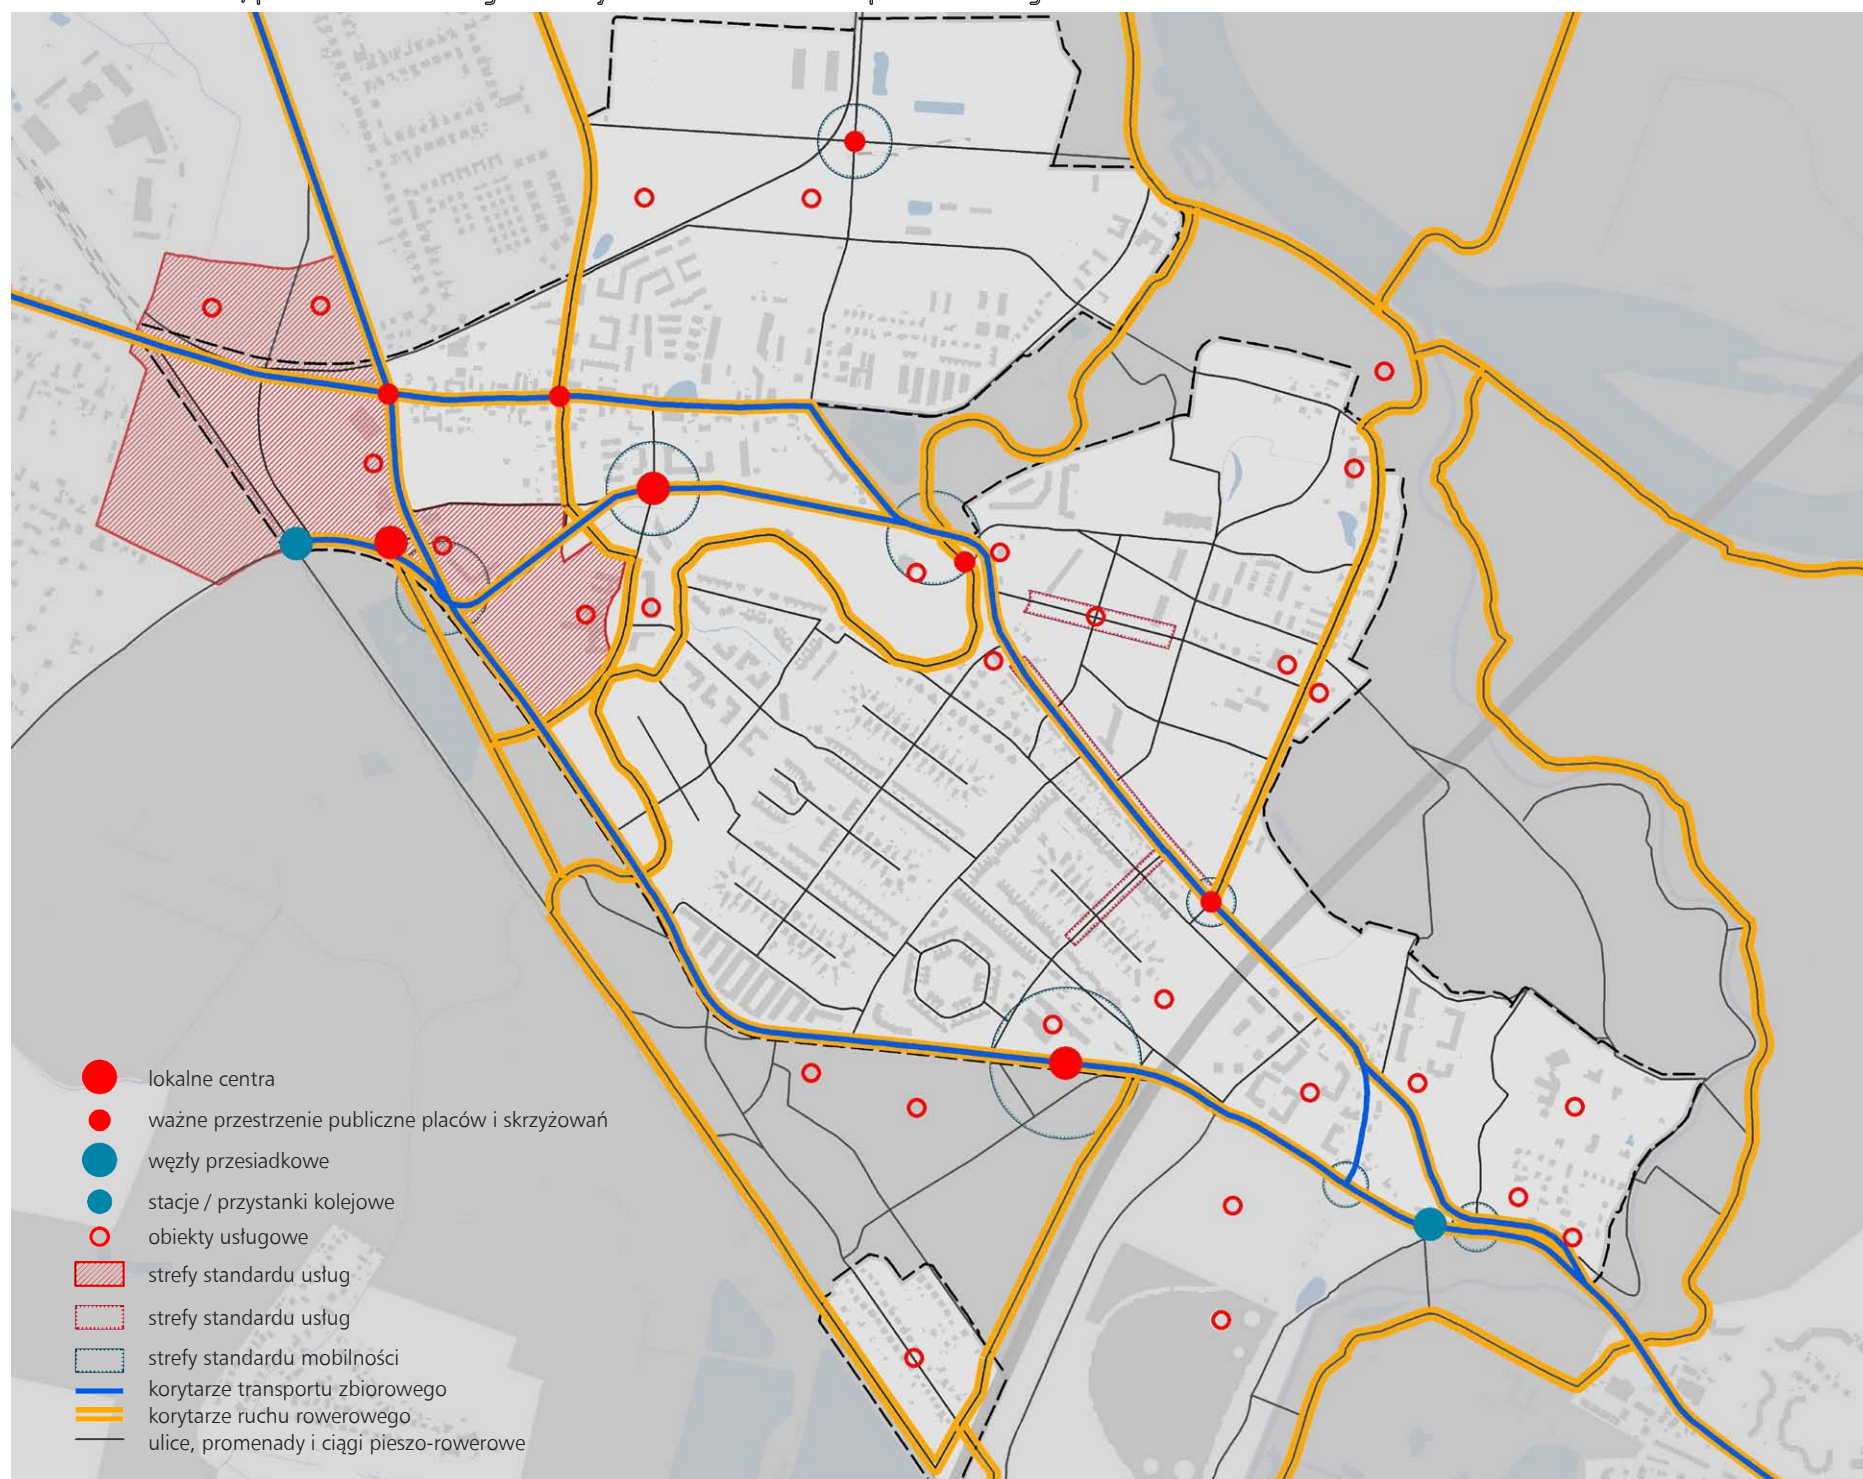 lokalne centra
ważne przestrzenie publiczne placów i skrzyżowań
węzły przesiadkowe
stacje / przystanki kolejowe
obiekty usługowe
strefy standardu usług
strefy standardu usług
strefy standardu mobilności
korytarze transportu zbiorowego
korytarze ruchu rowerowego
ulice, promenady i ciągi pieszo-rowerowe